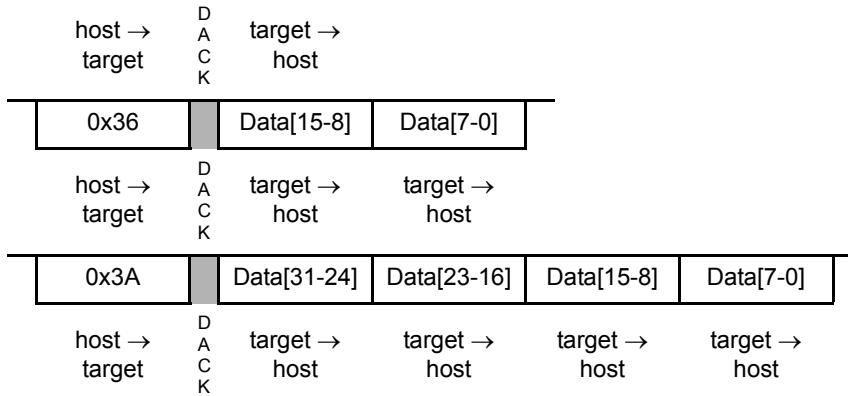 host → D A C K target →
target host
0x36 Data[15-8] Data[7-0]
host → D A C K target → target →
target host host
0x3A Data[31-24] Data[23-16] Data[15-8] Data[7-0]
host → D A C K target → target → target → target →
target host host host host